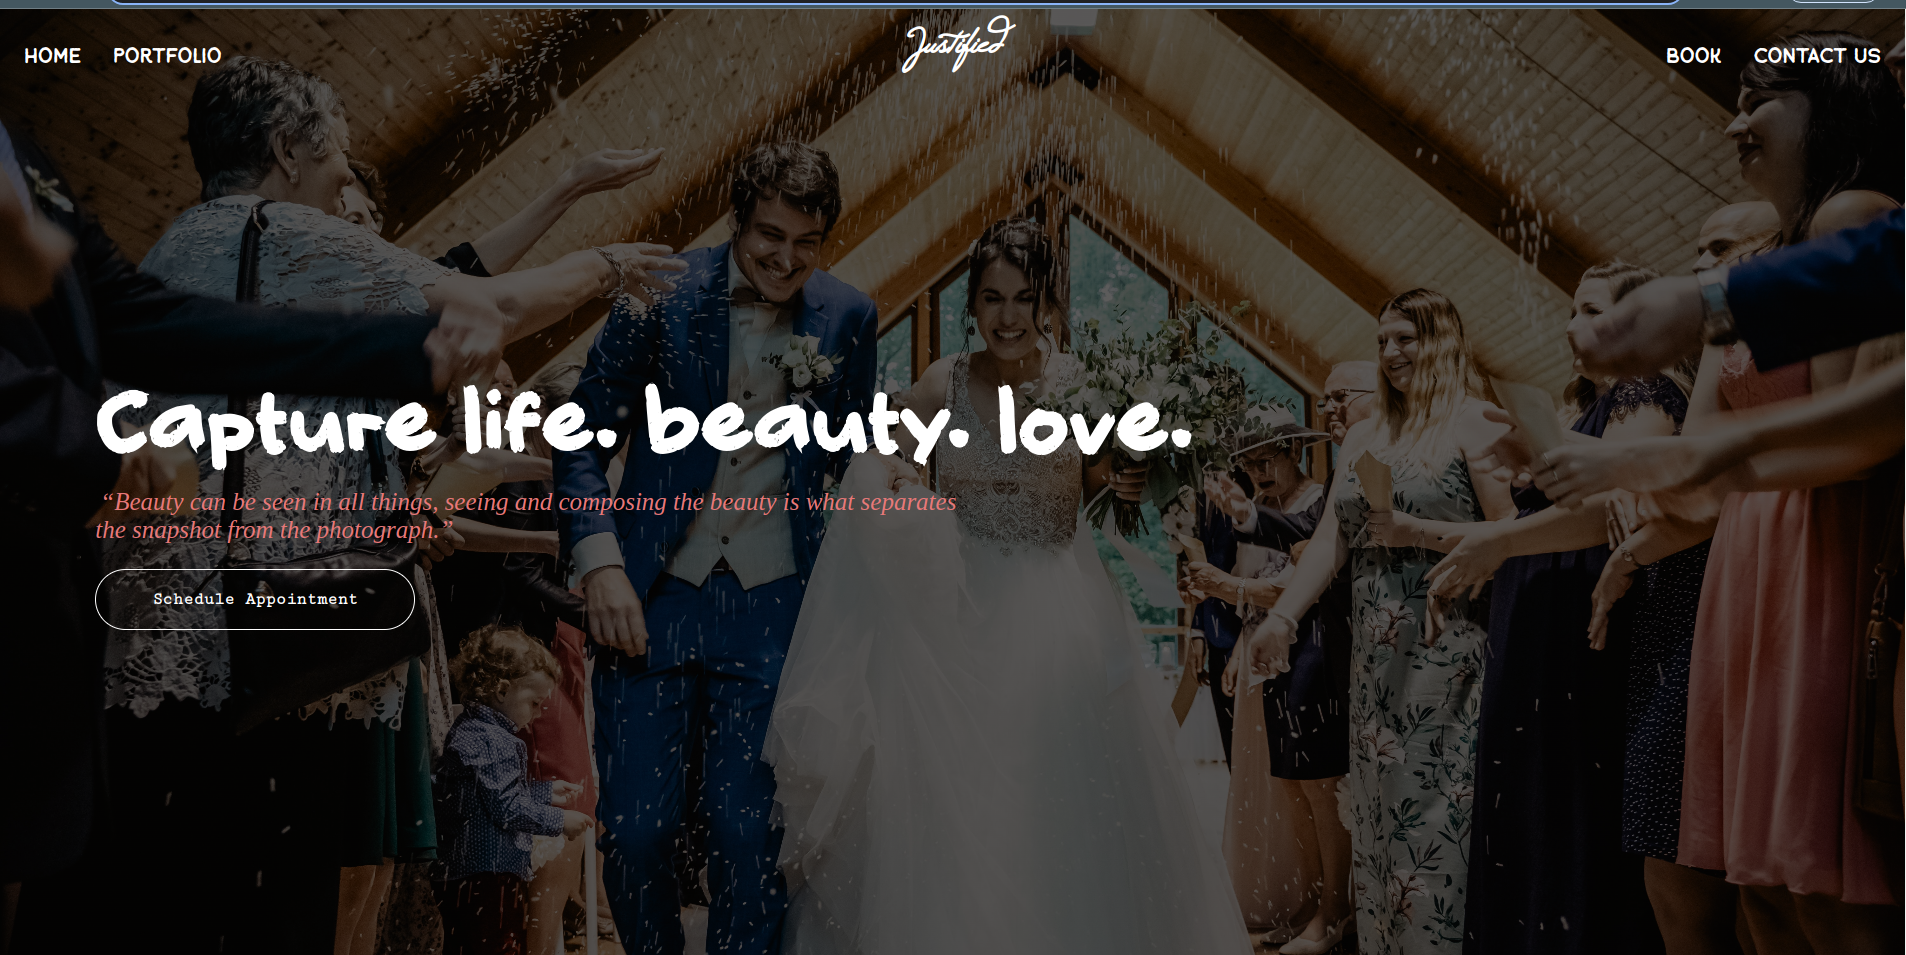 HOME PORTFOLIO Justified BOOK CONTACT US
Capture life. beauty. love.
“Beauty can be seen in all things, seeing and composing the beauty is what separates
the snapshot from the photograph.”
Schedule Appointment